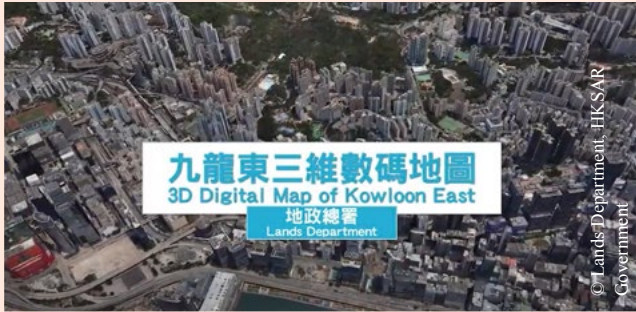 九龍東三維數碼地圖
3D Digital Map of Kowloon East
地政總署
Lands Department
© Lands Department, HKSAR
Government